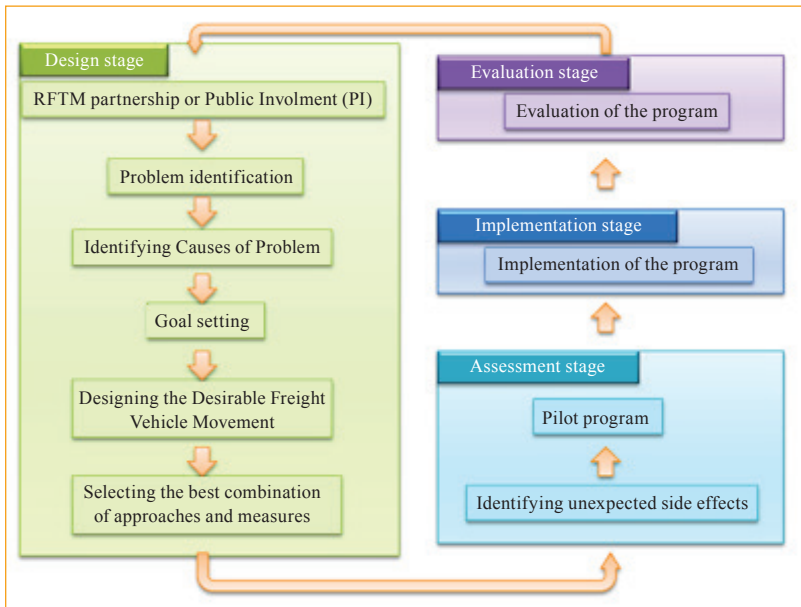 Design stage
RFTM partnership or Public Involment (PI)
Problem identification
Identifying Causes of Problem
Goal setting
Designing the Desirable Freight
Vehicle Movement
Selecting the best combination
of approaches and measures
Evaluation stage
Evaluation of the program
Implementation stage
Implementation of the program
Assessment stage
Pilot program
Identifying unexpected side effects